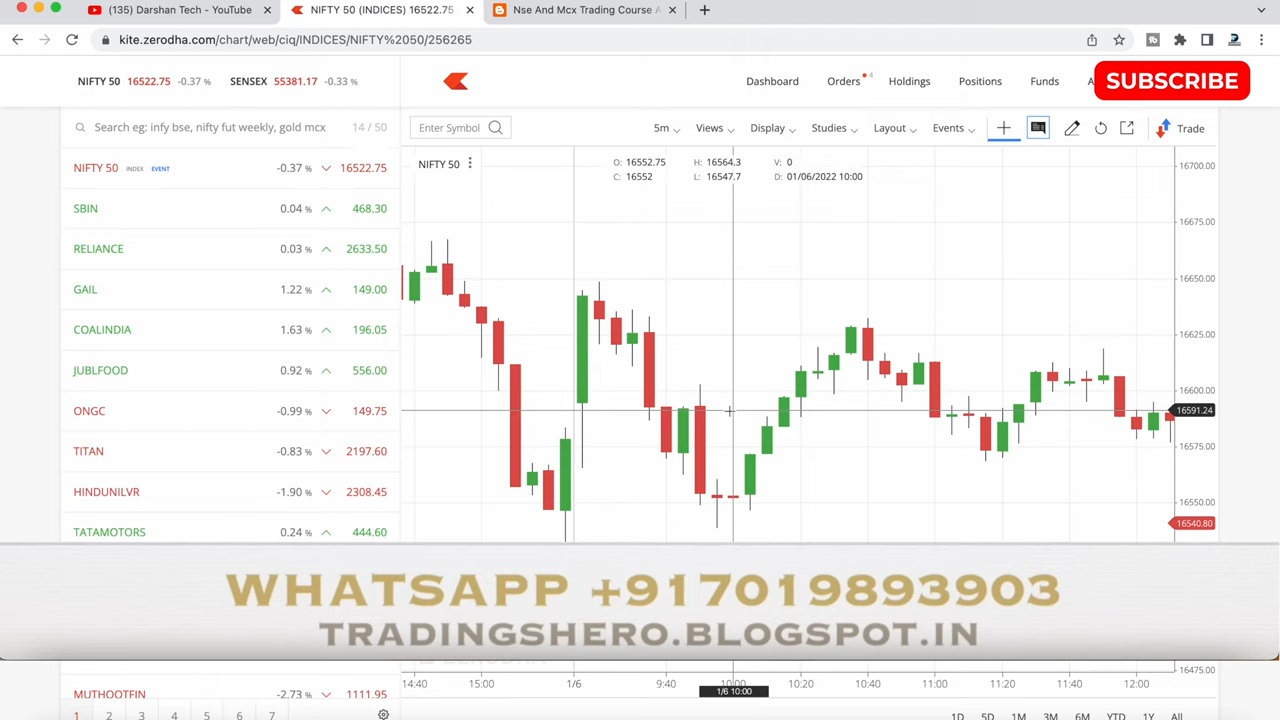 (135) Darshan Tech - YouTube
NIFTY 50 (INDICES) 16522.75
Nse And Mcx Trading Course A
kite.zerodha.com/chart/web/ciq/INDICES/NIFTY%2050/256265
NIFTY 50 16522.75 -0.37 % SENSEX 55381.17 -0.33 %
Dashboard Orders 4 Holdings Positions Funds
SUBSCRIBE
Search eg: infy bse, nifty fut weekly, gold mcx 14 / 50
Enter Symbol 5m Views Display Studies Layout Events Trade
NIFTY 50 INDEX EVENT -0.37 % 16522.75
SBIN 0.04 % 468.30
RELIANCE 0.03 % 2633.50
GAIL 1.22 % 149.00
COALINDIA 1.63 % 196.05
JUBLFOOD 0.92 % 556.00
ONGC -0.99 % 149.75
TITAN -0.83 % 2197.60
HINDUNILVR -1.90 % 2308.45
TATAMOTORS 0.24 % 444.60
NIFTY 50
O: 16552.75 H: 16564.3 V: 0
C: 16552 L: 16547.7 D: 01/06/2022 10:00
16700.00
16675.00
16650.00
16625.00
16600.00
16591.24
16575.00
16550.00
16540.80
WHATSAPP +917019893903
TRADINGSHERO.BLOGSPOT.IN
16475.00
14:40 15:00 1/6 9:40 10:00 10:20 10:40 11:00 11:20 11:40 12:00
1/6 10:00
MUTHOOTFIN -2.73 % 1111.95
1 2 3 4 5 6 7
1D 5D 1M 3M 6M YTD 1Y All